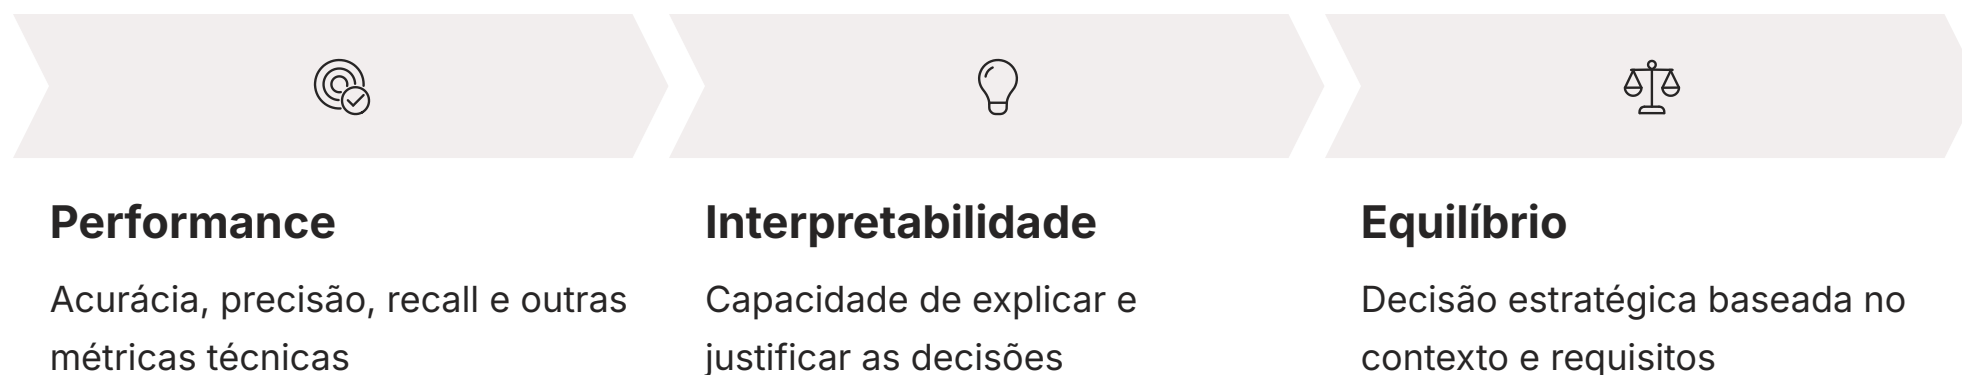 Performance
Acurácia, precisão, recall e outras
métricas técnicas
Interpretabilidade
Capacidade de explicar e
justificar as decisões
Equilíbrio
Decisão estratégica baseada no
contexto e requisitos